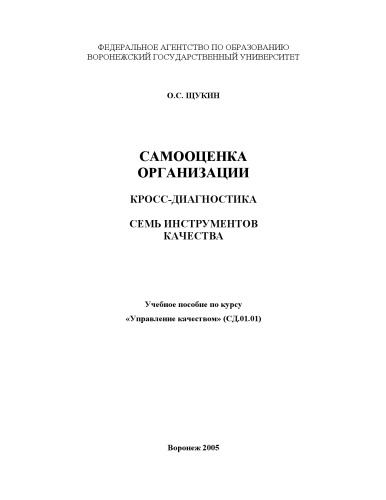 ФЕДЕРАЛЬНОЕ АГЕНТСТВО ПО ОБРАЗОВАНИЮ
ВОРОНЕЖСКИЙ ГОСУДАРСТВЕННЫЙ УНИВЕРСИТЕТ
О.С. ЩУКИН
САМООЦЕНКА
ОРГАНИЗАЦИИ
КРОСС-ДИАГНОСТИКА
СЕМЬ ИНСТРУМЕНТОВ
КАЧЕСТВА
Учебное пособие по курсу
«Управление качеством» (СД.01.01)
Воронеж 2005